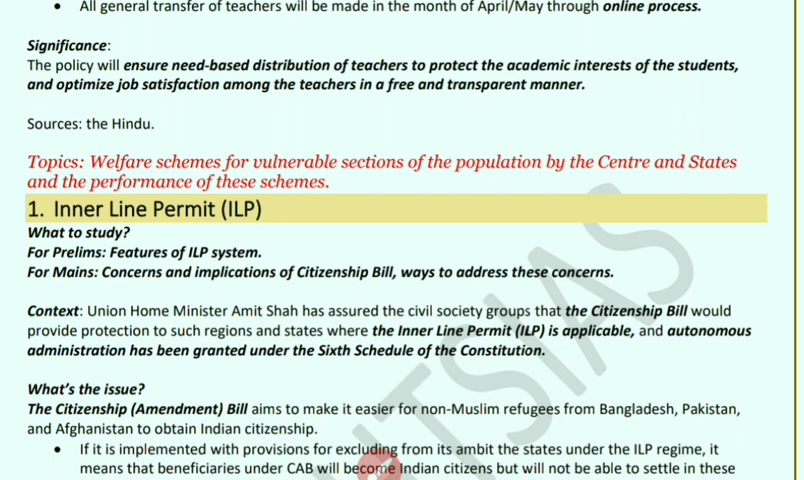 • All general transfer of teachers will be made in the month of April/May through online process.
Significance:
The policy will ensure need-based distribution of teachers to protect the academic interests of the students,
and optimize job satisfaction among the teachers in a free and transparent manner.
Sources: the Hindu.
Topics: Welfare schemes for vulnerable sections of the population by the Centre and States
and the performance of these schemes.
1. Inner Line Permit (ILP)
What to study?
For Prelims: Features of ILP system.
For Mains: Concerns and implications of Citizenship Bill, ways to address these concerns.
Context: Union Home Minister Amit Shah has assured the civil society groups that the Citizenship Bill would
provide protection to such regions and states where the Inner Line Permit (ILP) is applicable, and autonomous
administration has been granted under the Sixth Schedule of the Constitution.
What's the issue?
The Citizenship (Amendment) Bill aims to make it easier for non-Muslim refugees from Bangladesh, Pakistan,
and Afghanistan to obtain Indian citizenship.
• If it is implemented with provisions for excluding from its ambit the states under the ILP regime, it
means that beneficiaries under CAB will become Indian citizens but will not be able to settle in these